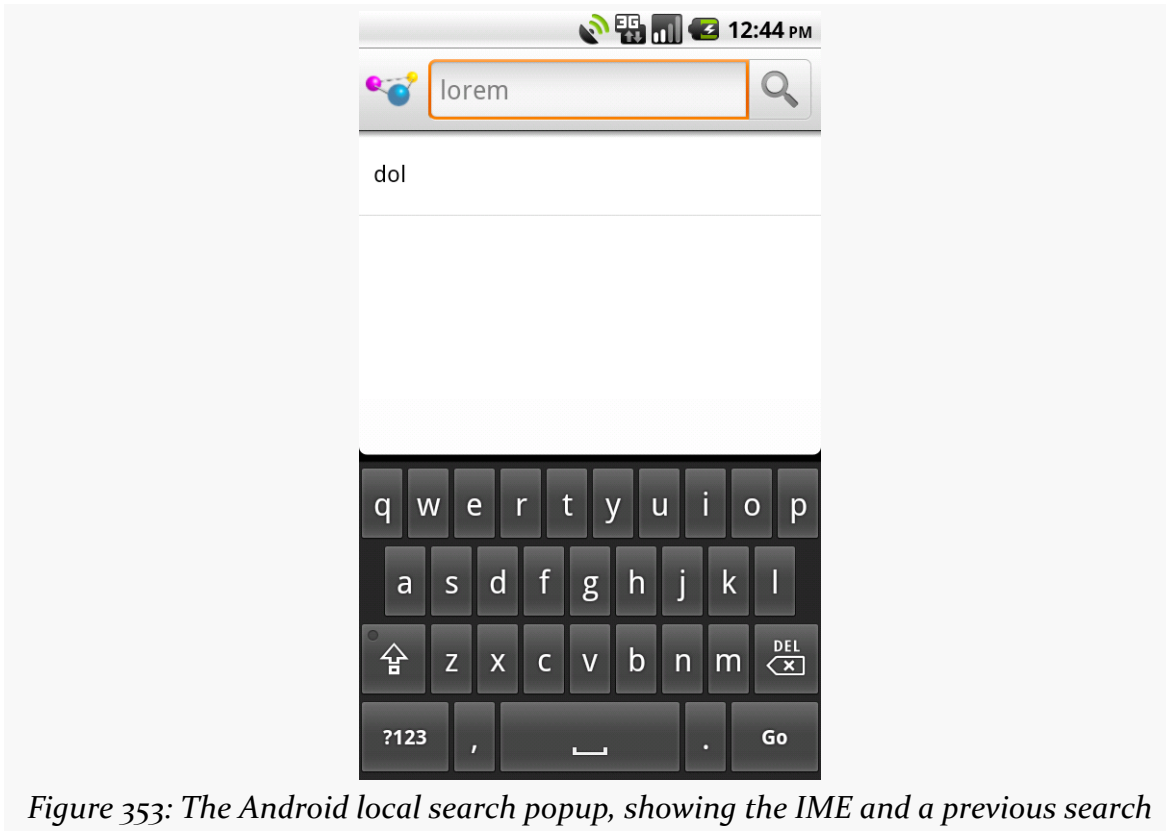 3G 12:44 PM
lorem
dol
q w e r t y u i o p
a s d f g h j k l
z x c v b n m DEL
?123 , . Go
Figure 353: The Android local search popup, showing the IME and a previous search